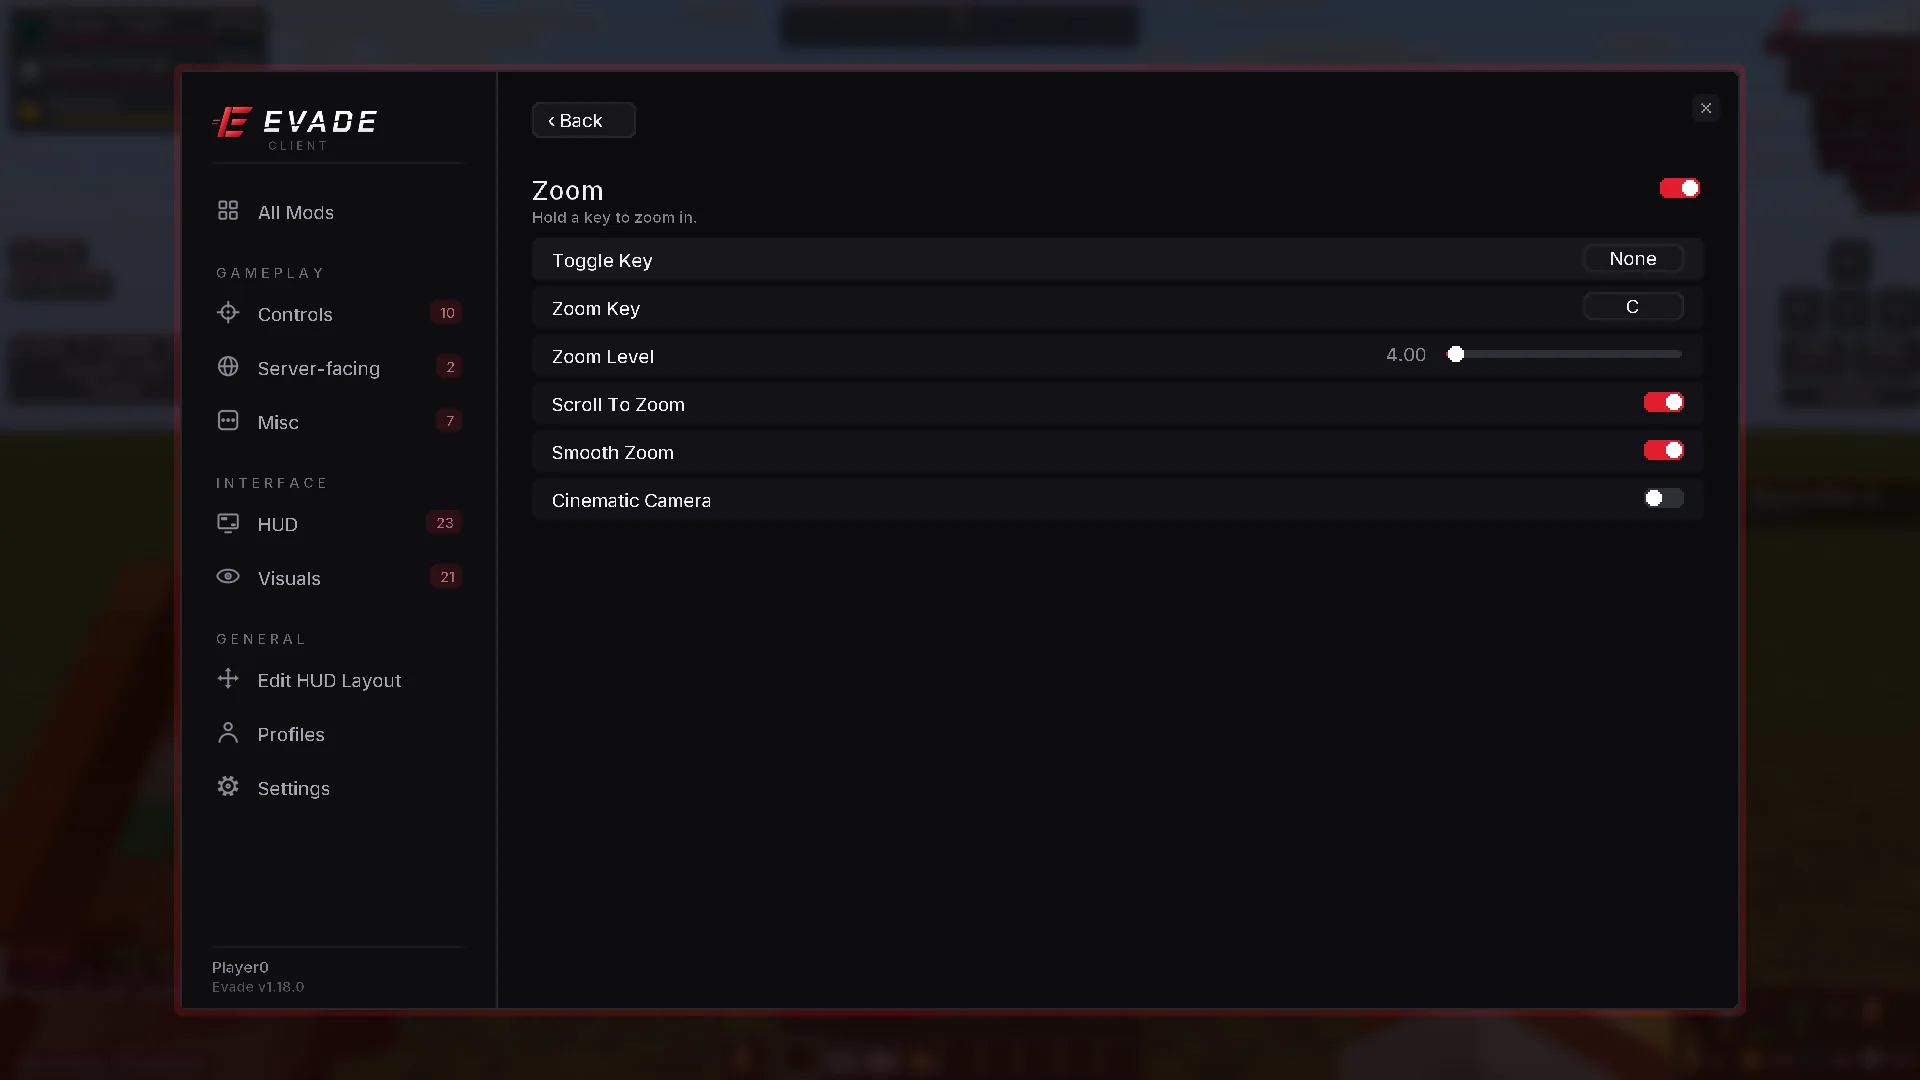 EVADE
CLIENT
All Mods
GAMEPLAY
Controls 10
Server-facing 2
Misc 7
INTERFACE
HUD 23
Visuals 21
GENERAL
Edit HUD Layout
Profiles
Settings
Player0
Evade v1.18.0
‹ Back
Zoom
Hold a key to zoom in.
Toggle Key None
Zoom Key C
Zoom Level 4.00
Scroll To Zoom
Smooth Zoom
Cinematic Camera